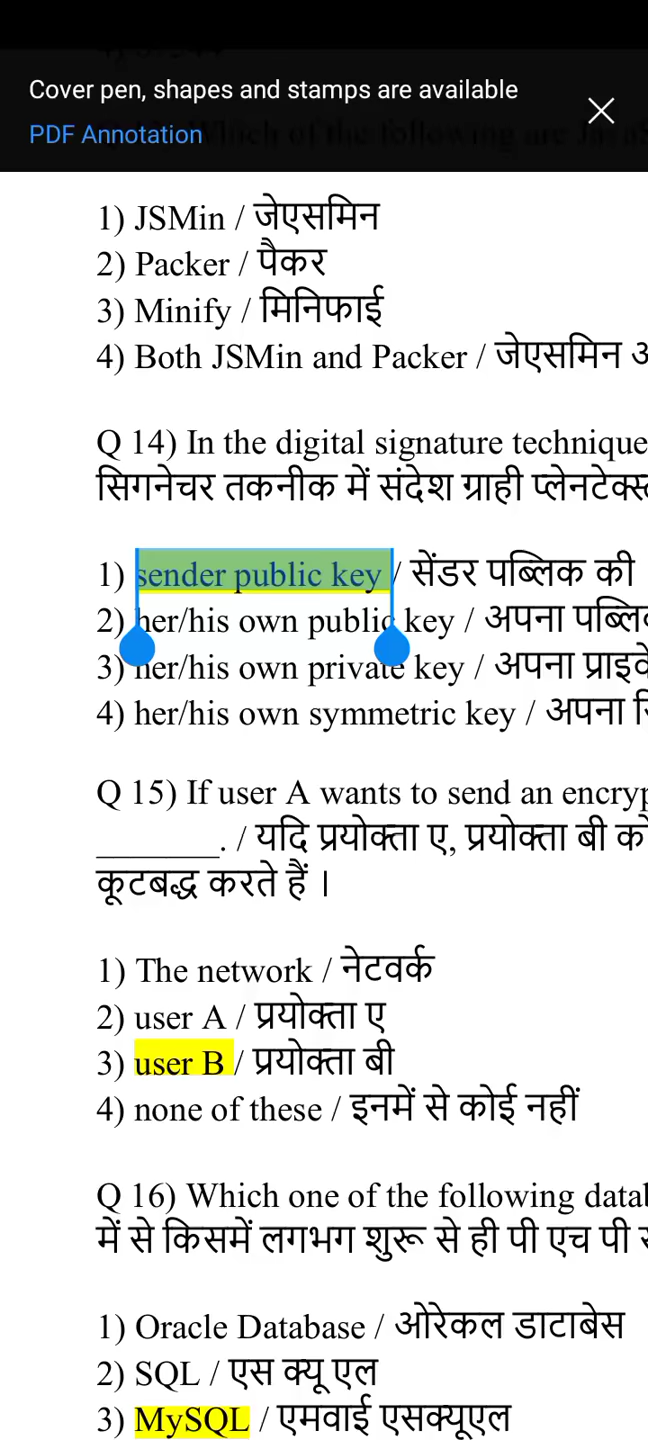 Cover pen, shapes and stamps are available
PDF Annotation
Which of the following are
1) JSMin / जेएसमिन
2) Packer / पैकर
3) Minify / मिनिफाई
4) Both JSMin and Packer / जेएसमिन
Q 14) In the digital signature technique
सिगनेचर तकनीक में संदेश ग्राही
1) sender public key / सेंडर पब्लिक की
2) her/his own public key / अपना
3) her/his own private key / अपना
4) her/his own symmetric key / अपना
Q 15) If user A wants to send an
_______. / यदि प्रयोक्ता ए, प्रयोक्ता बी को
कूटबद्ध करते हैं ।
1) The network / नेटवर्क
2) user A / प्रयोक्ता ए
3) user B / प्रयोक्ता बी
4) none of these / इनमें से कोई नहीं
Q 16) Which one of the following
में से किसमें लगभग शुरू से ही पी एच पी
1) Oracle Database / ओरेकल डाटाबेस
2) SQL / एस क्यू एल
3) MySQL / एमवाई एसक्यूएल